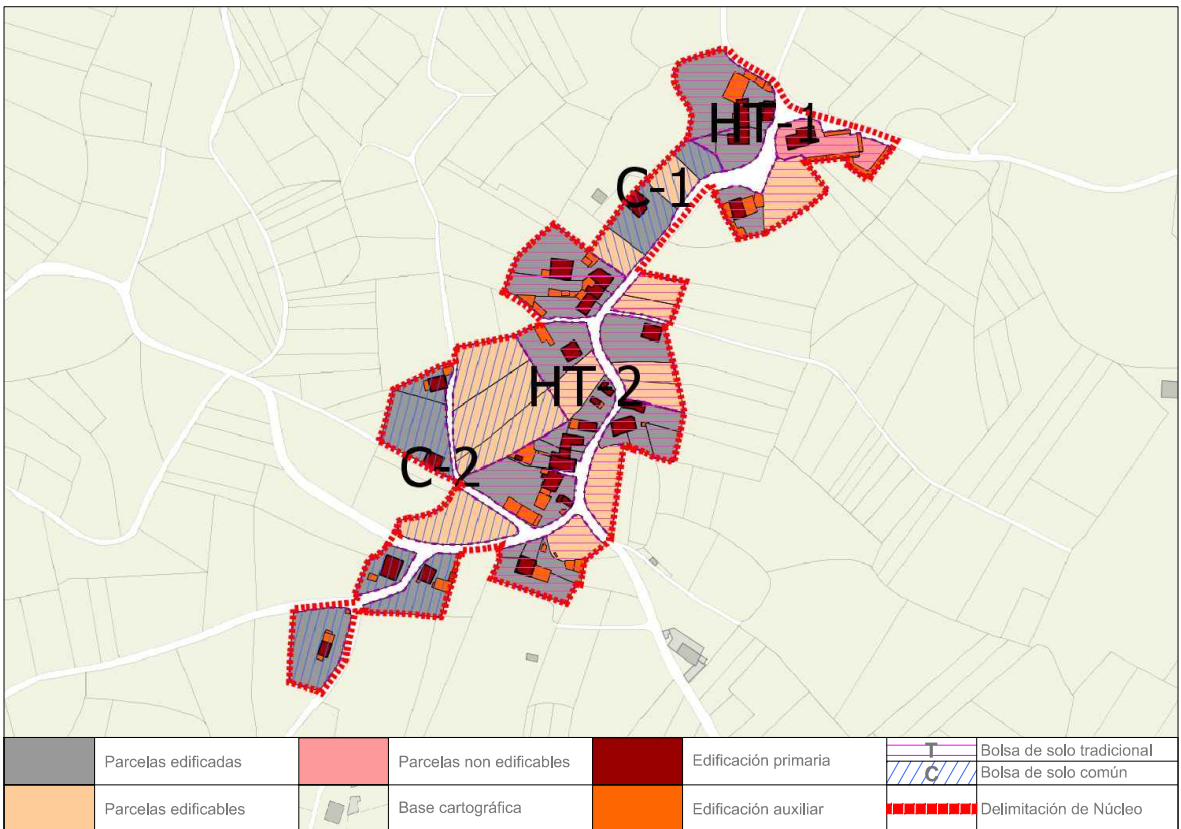 HT-1
C-1
HT-2
C-2
Parcelas edificadas
Parcelas non edificables
Edificación primaria
T
Bolsa de solo tradicional
C
Bolsa de solo común
Parcelas edificables
Base cartográfica
Edificación auxiliar
Delimitación de Núcleo